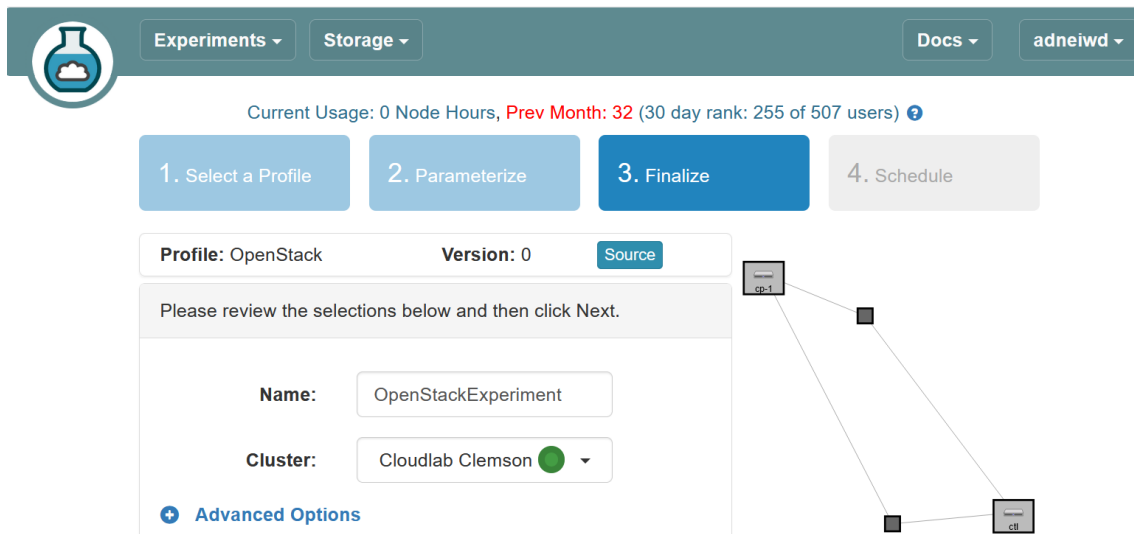 Experiments Storage Docs adneiwd
Current Usage: 0 Node Hours, Prev Month: 32 (30 day rank: 255 of 507 users) ?
1. Select a Profile 2. Parameterize 3. Finalize 4. Schedule
Profile: OpenStack Version: 0 Source
Please review the selections below and then click Next.
Name: OpenStackExperiment
Cluster: Cloudlab Clemson
Advanced Options
cp-1
ctl